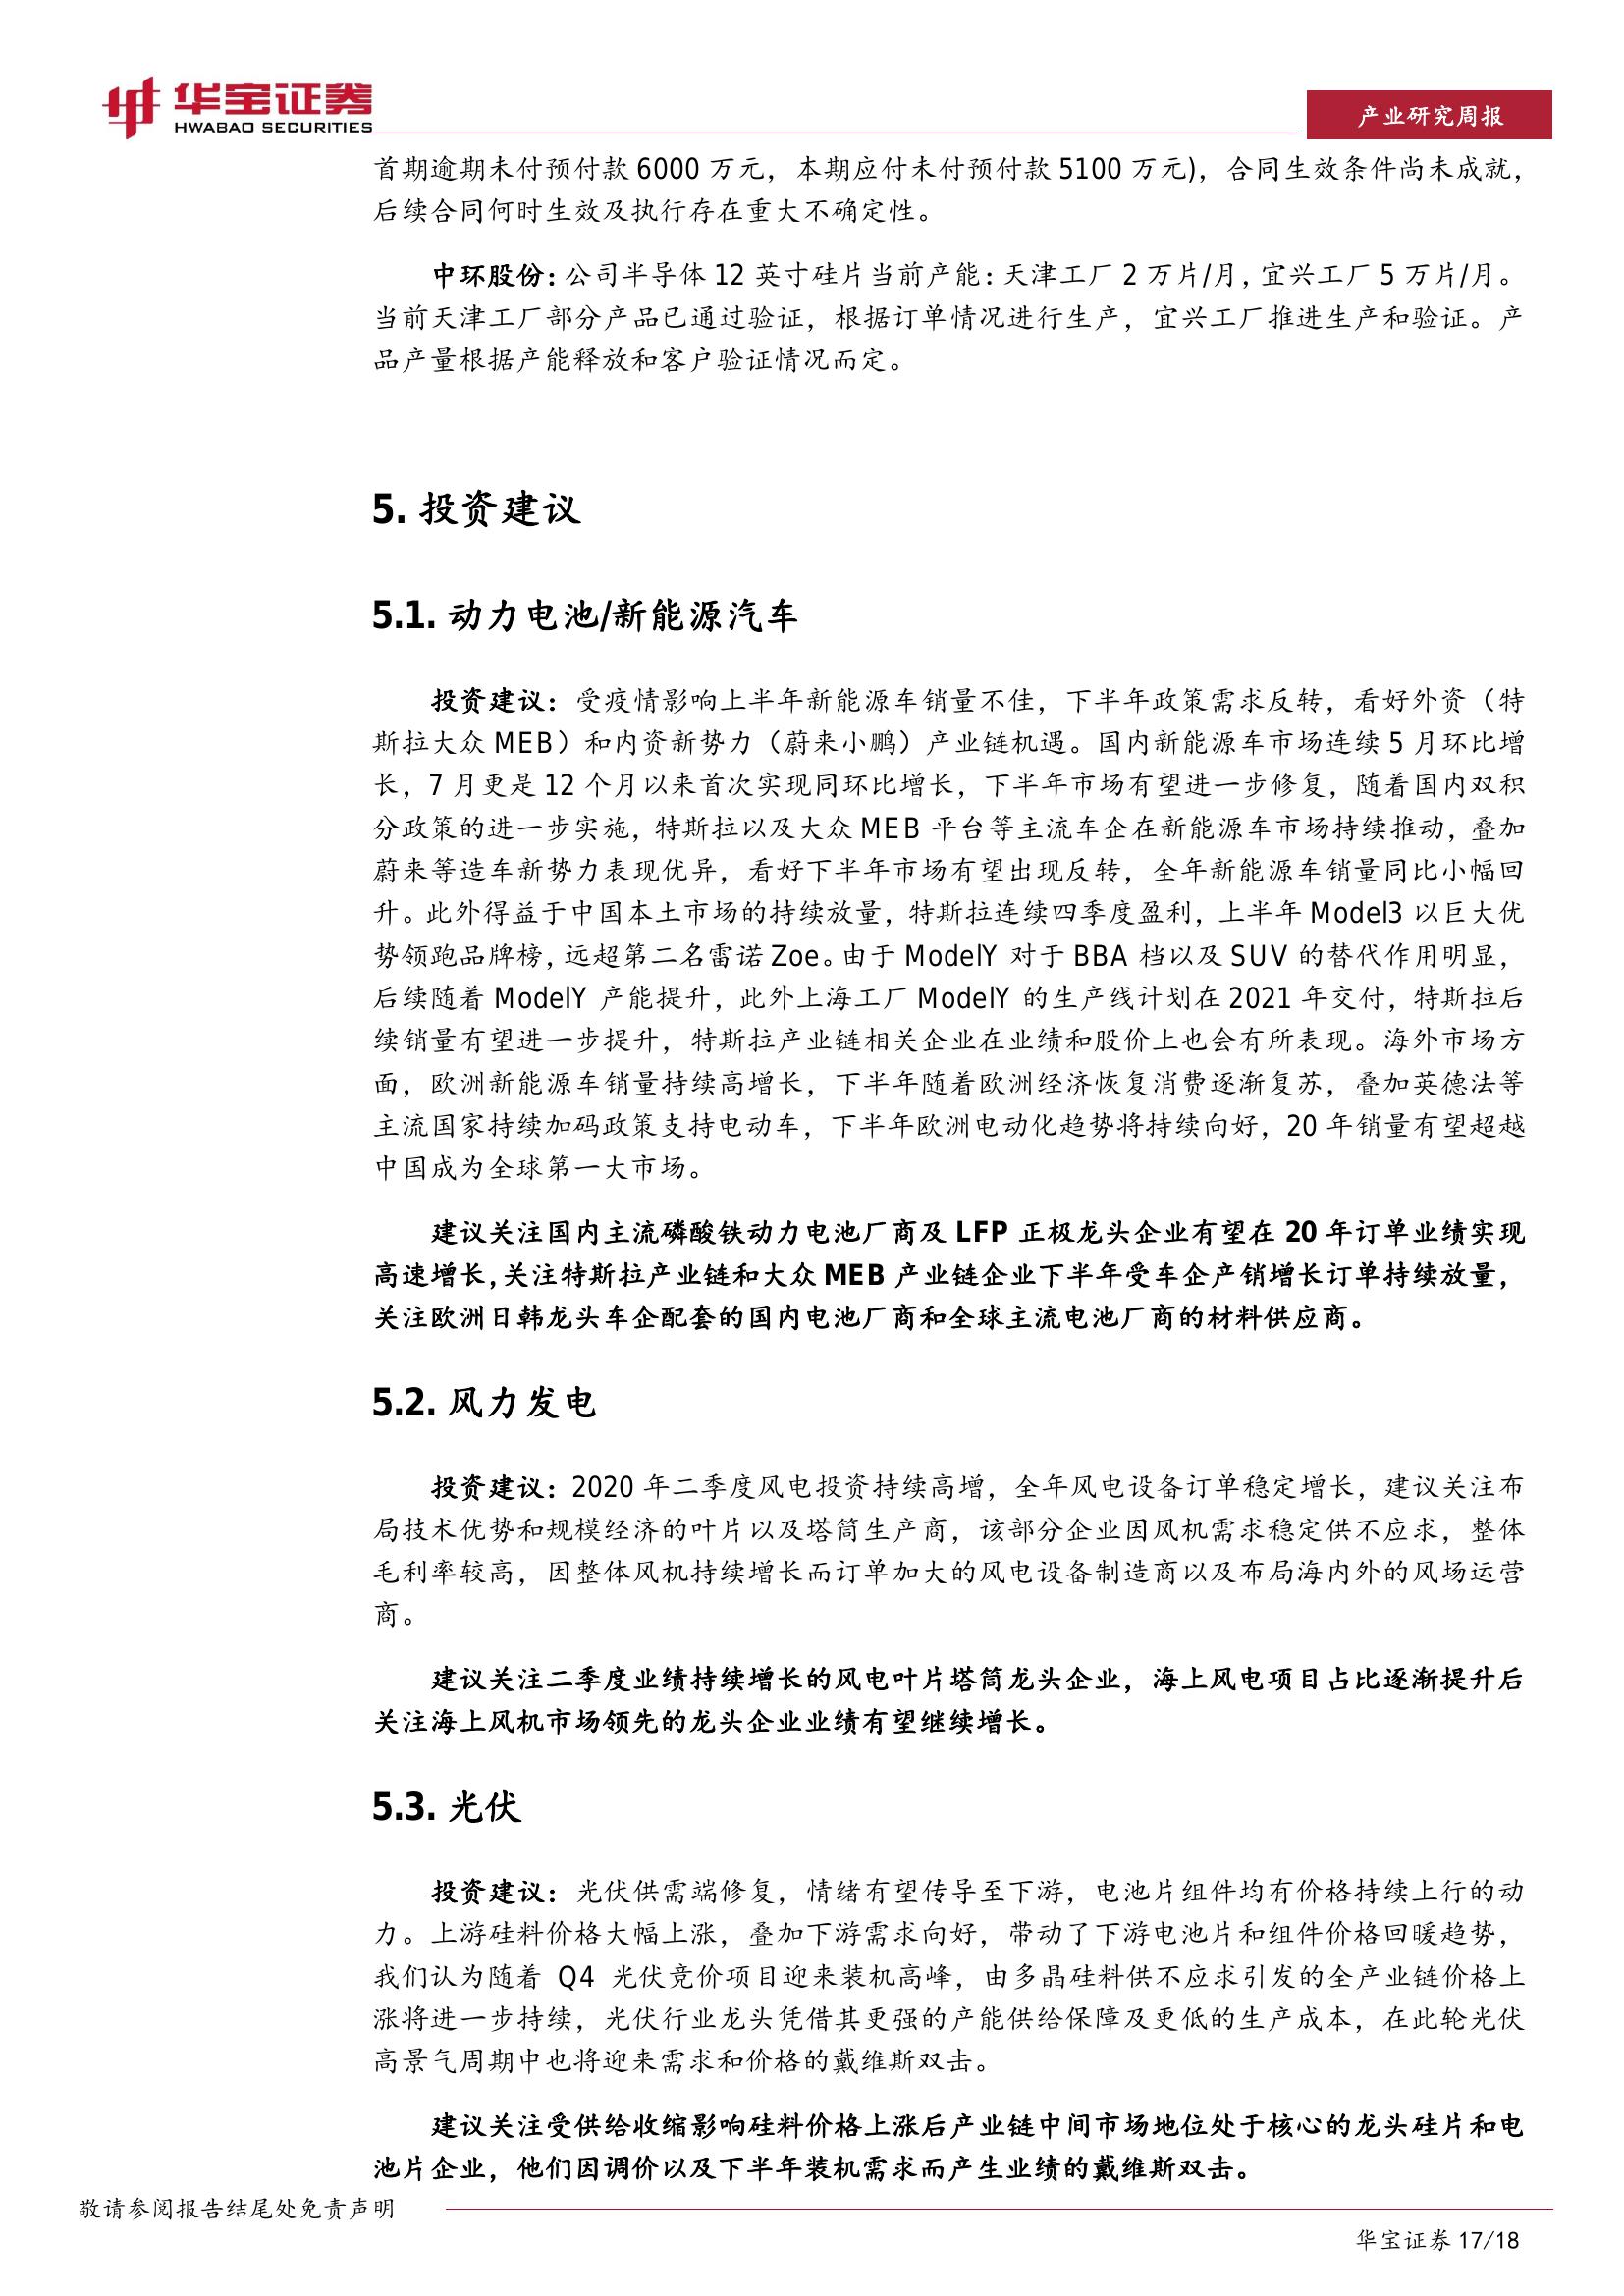 华宝证券
HWABAO SECURITIES
产业研究周报
首期逾期未付预付款 6000 万元，本期应付未付预付款 5100 万元)，合同生效条件尚未成就，
后续合同何时生效及执行存在重大不确定性。
中环股份：公司半导体 12 英寸硅片当前产能：天津工厂 2 万片/月，宜兴工厂 5 万片/月。
当前天津工厂部分产品已通过验证，根据订单情况进行生产，宜兴工厂推进生产和验证。产
品产量根据产能释放和客户验证情况而定。
5. 投资建议
5.1. 动力电池/新能源汽车
投资建议：受疫情影响上半年新能源车销量不佳，下半年政策需求反转，看好外资（特
斯拉大众 MEB）和内资新势力（蔚来小鹏）产业链机遇。国内新能源车市场连续 5 月环比增
长，7 月更是 12 个月以来首次实现同环比增长，下半年市场有望进一步修复，随着国内双积
分政策的进一步实施，特斯拉以及大众 MEB 平台等主流车企在新能源车市场持续推动，叠加
蔚来等造车新势力表现优异，看好下半年市场有望出现反转，全年新能源车销量同比小幅回
升。此外得益于中国本土市场的持续放量，特斯拉连续四季度盈利，上半年 Model3 以巨大优
势领跑品牌榜，远超第二名雷诺 Zoe。由于 ModelY 对于 BBA 档以及 SUV 的替代作用明显，
后续随着 ModelY 产能提升，此外上海工厂 ModelY 的生产线计划在 2021 年交付，特斯拉后
续销量有望进一步提升，特斯拉产业链相关企业在业绩和股价上也会有所表现。海外市场方
面，欧洲新能源车销量持续高增长，下半年随着欧洲经济恢复消费逐渐复苏，叠加英德法等
主流国家持续加码政策支持电动车，下半年欧洲电动化趋势将持续向好，20 年销量有望超越
中国成为全球第一大市场。
建议关注国内主流磷酸铁动力电池厂商及 LFP 正极龙头企业有望在 20 年订单业绩实现
高速增长，关注特斯拉产业链和大众 MEB 产业链企业下半年受车企产销增长订单持续放量，
关注欧洲日韩龙头车企配套的国内电池厂商和全球主流电池厂商的材料供应商。
5.2. 风力发电
投资建议：2020 年二季度风电投资持续高增，全年风电设备订单稳定增长，建议关注布
局技术优势和规模经济的叶片以及塔筒生产商，该部分企业因风机需求稳定供不应求，整体
毛利率较高，因整体风机持续增长而订单加大的风电设备制造商以及布局海内外的风场运营
商。
建议关注二季度业绩持续增长的风电叶片塔筒龙头企业，海上风电项目占比逐渐提升后
关注海上风机市场领先的龙头企业业绩有望继续增长。
5.3. 光伏
投资建议：光伏供需端修复，情绪有望传导至下游，电池片组件均有价格持续上行的动
力。上游硅料价格大幅上涨，叠加下游需求向好，带动了下游电池片和组件价格回暖趋势，
我们认为随着 Q4 光伏竞价项目迎来装机高峰，由多晶硅料供不应求引发的全产业链价格上
涨将进一步持续，光伏行业龙头凭借其更强的产能供给保障及更低的生产成本，在此轮光伏
高景气周期中也将迎来需求和价格的戴维斯双击。
建议关注受供给收缩影响硅料价格上涨后产业链中间市场地位处于核心的龙头硅片和电
池片企业，他们因调价以及下半年装机需求而产生业绩的戴维斯双击。
敬请参阅报告结尾处免责声明
华宝证券 17/18